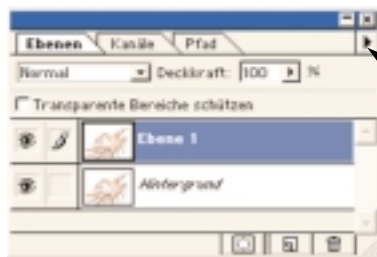 Ebenen Kanäle Pfad
Normal Deckkraft: 100 %
Transparente Bereiche schützen
Ebene 1
Hintergrund